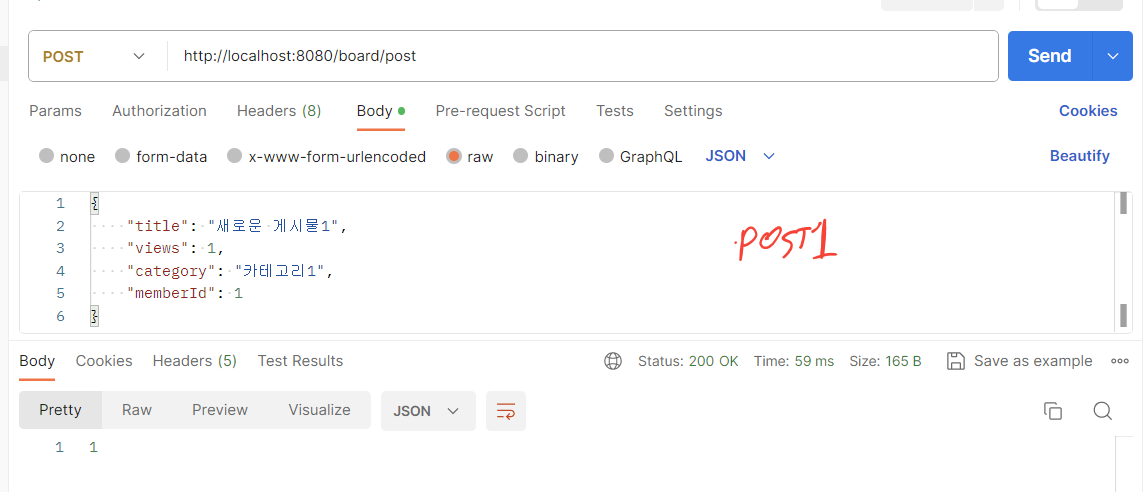 POST
http://localhost:8080/board/post
Send
Params Authorization Headers (8) Body Pre-request Script Tests Settings Cookies
none form-data x-www-form-urlencoded raw binary GraphQL JSON Beautify
1 {
2 "title": "새로운 게시물1",
3 "views": 1,
4 "category": "카테고리1",
5 "memberId": 1
6 }
POST1
Body Cookies Headers (5) Test Results Status: 200 OK Time: 59 ms Size: 165 B Save as example
Pretty Raw Preview Visualize JSON
1 1